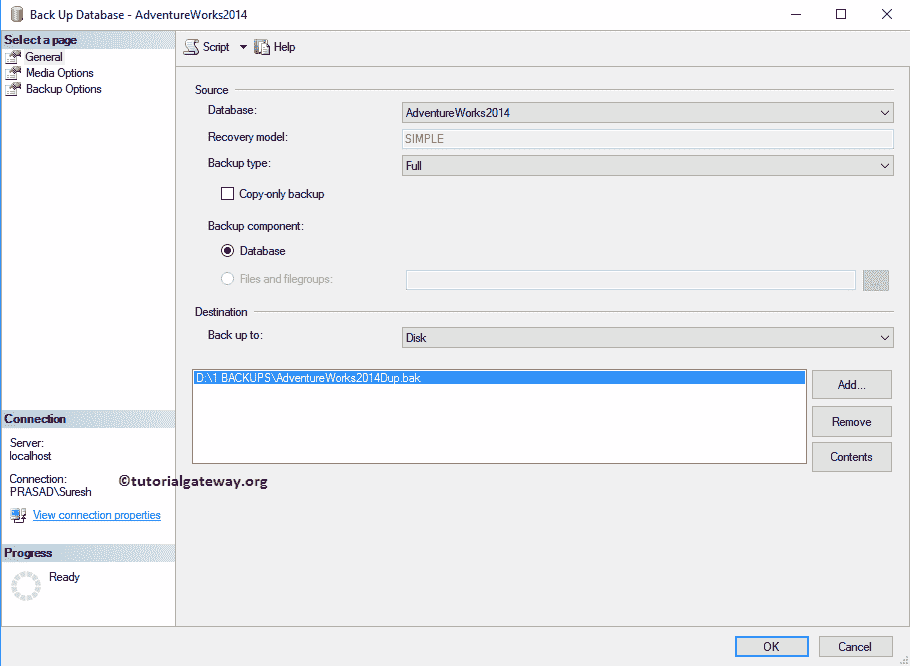 Back Up Database - AdventureWorks2014
Select a page
General
Media Options
Backup Options
Script
Help
Source
Database:
AdventureWorks2014
Recovery model:
SIMPLE
Backup type:
Full
Copy-only backup
Backup component:
Database
Files and filegroups:
Destination
Back up to:
Disk
D:\1 BACKUPS\AdventureWorks2014Dup.bak
Add...
Remove
Contents
Connection
Server:
localhost
Connection:
PRASAD\Suresh
View connection properties
©tutorialgateway.org
Progress
Ready
OK
Cancel